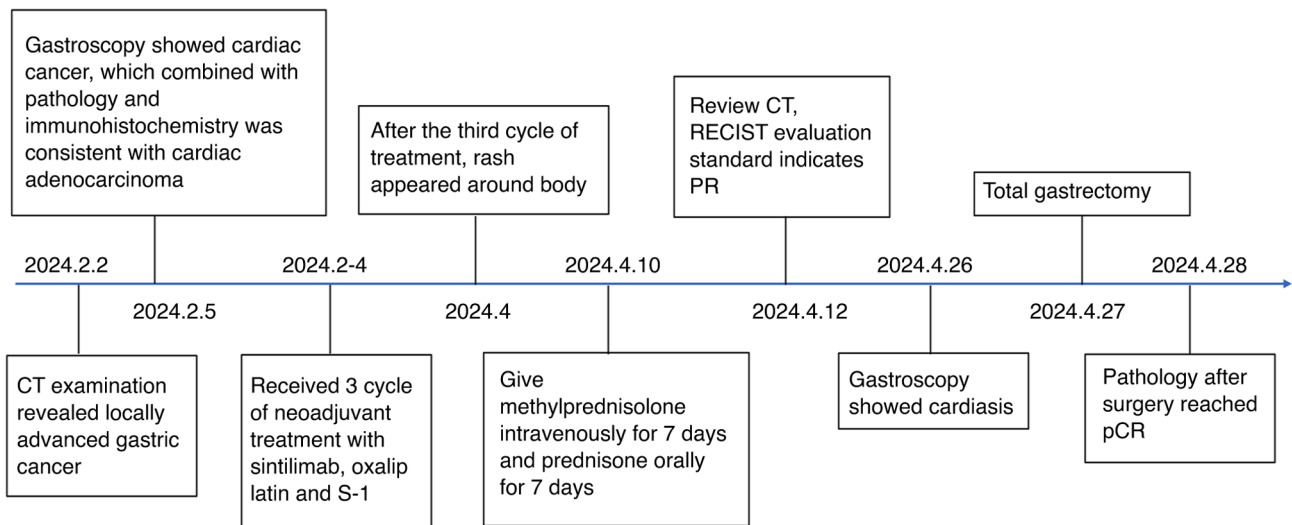 Gastroscopy showed cardiac
cancer, which combined with
pathology and
immunohistochemistry was
consistent with cardiac
adenocarcinoma
After the third cycle of
treatment, rash
appeared around body
Review CT,
RECIST evaluation
standard indicates
PR
Total gastrectomy
2024.2.2
2024.2-4
2024.4.10
2024.4.26
2024.4.28
2024.2.5
2024.4
2024.4.12
2024.4.27
CT examination
revealed locally
advanced gastric
cancer
Received 3 cycle
of neoadjuvant
treatment with
sintilimab, oxalip
latin and S-1
Give
methylprednisolone
intravenously for 7 days
and prednisone orally
for 7 days
Gastroscopy
showed cardiasis
Pathology after
surgery reached
pCR